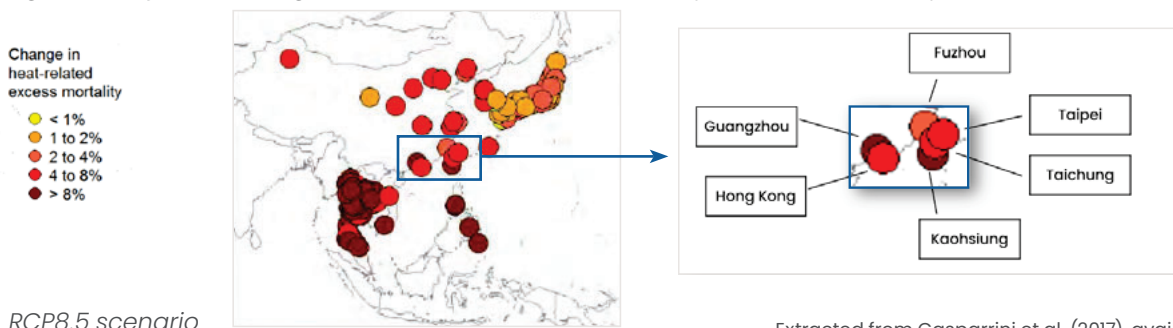 Change in
heat-related
excess mortality
< 1%
1 to 2%
2 to 4%
4 to 8%
> 8%
Fuzhou
Guangzhou
Taipei
Hong Kong
Taichung
Kaohsiung
RCP8.5 scenario
Extracted from Gasparrini et al. (2017)